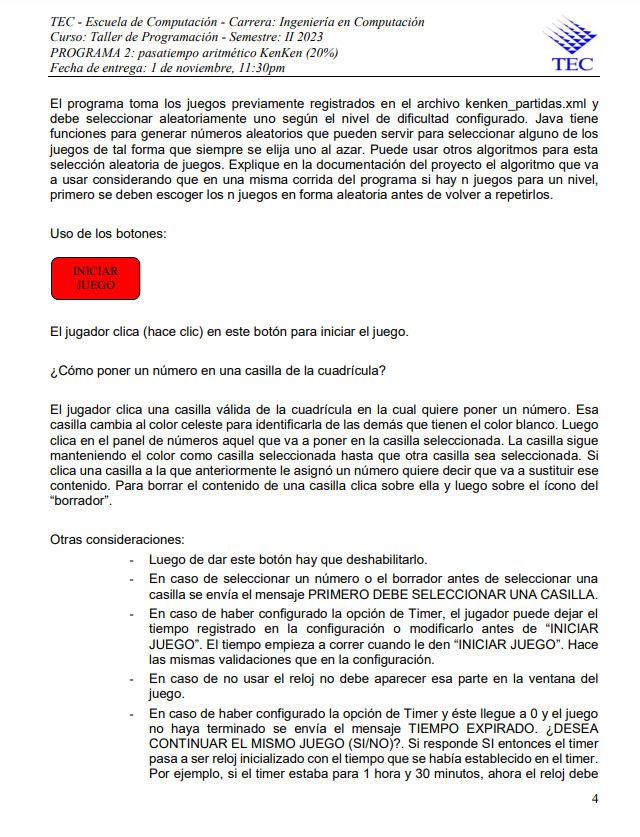 TEC - Escuela de Computación - Carrera: Ingeniería en Computación
Curso: Taller de Programación - Semestre: II 2023
PROGRAMA 2: pasatiempo aritmético KenKen (20%)
Fecha de entrega: 1 de noviembre, 11:30pm
TEC
El programa toma los juegos previamente registrados en el archivo kenken_partidas.xml y
debe seleccionar aleatoriamente uno según el nivel de dificultad configurado. Java tiene
funciones para generar números aleatorios que pueden servir para seleccionar alguno de los
juegos de tal forma que siempre se elija uno al azar. Puede usar otros algoritmos para esta
selección aleatoria de juegos. Explique en la documentación del proyecto el algoritmo que va
a usar considerando que en una misma corrida del programa si hay n juegos para un nivel,
primero se deben escoger los n juegos en forma aleatoria antes de volver a repetirlos.
Uso de los botones:
INICIAR
JUEGO
El jugador clica (hace clic) en este botón para iniciar el juego.
¿Cómo poner un número en una casilla de la cuadrícula?
El jugador clica una casilla válida de la cuadrícula en la cual quiere poner un número. Esa
casilla cambia al color celeste para identificarla de las demás que tienen el color blanco. Luego
clica en el panel de números aquel que va a poner en la casilla seleccionada. La casilla sigue
manteniendo el color como casilla seleccionada hasta que otra casilla sea seleccionada. Si
clica una casilla a la que anteriormente le asignó un número quiere decir que va a sustituir ese
contenido. Para borrar el contenido de una casilla clica sobre ella y luego sobre el ícono del
“borrador”.
Otras consideraciones:
- Luego de dar este botón hay que deshabilitarlo.
- En caso de seleccionar un número o el borrador antes de seleccionar una
casilla se envía el mensaje PRIMERO DEBE SELECCIONAR UNA CASILLA.
- En caso de haber configurado la opción de Timer, el jugador puede dejar el
tiempo registrado en la configuración o modificarlo antes de “INICIAR
JUEGO”. El tiempo empieza a correr cuando le den “INICIAR JUEGO”. Hace
las mismas validaciones que en la configuración.
- En caso de no usar el reloj no debe aparecer esa parte en la ventana del
juego.
- En caso de haber configurado la opción de Timer y éste llegue a 0 y el juego
no haya terminado se envía el mensaje TIEMPO EXPIRADO. ¿DESEA
CONTINUAR EL MISMO JUEGO (SI/NO)?. Si responde SI entonces el timer
pasa a ser reloj inicializado con el tiempo que se había establecido en el timer.
Por ejemplo, si el timer estaba para 1 hora y 30 minutos, ahora el reloj debe
4